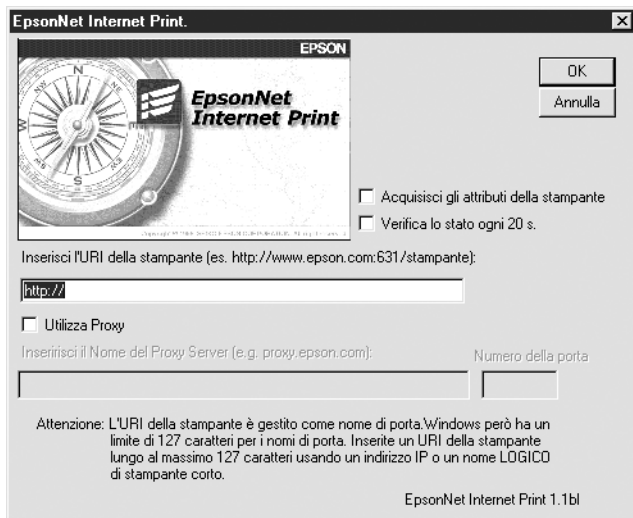 EpsonNet Internet Print.
EPSON
EpsonNet
Internet Print
N
S
OK
Annulla
Acquisisci gli attributi della stampante
Verifica lo stato ogni 20 s.
Inserisci l'URI della stampante (es. http://www.epson.com:631/stampante):
http://
Utilizza Proxy
Inseririsci il Nome del Proxy Server (e.g. proxy.epson.com):
Numero della porta
Attenzione: L'URI della stampante è gestito come nome di porta.Windows però ha un
limite di 127 caratteri per i nomi di porta. Inserite un URI della stampante
lungo al massimo 127 caratteri usando un indirizzo IP o un nome LOGICO
di stampante corto.
EpsonNet Internet Print 1.1bl